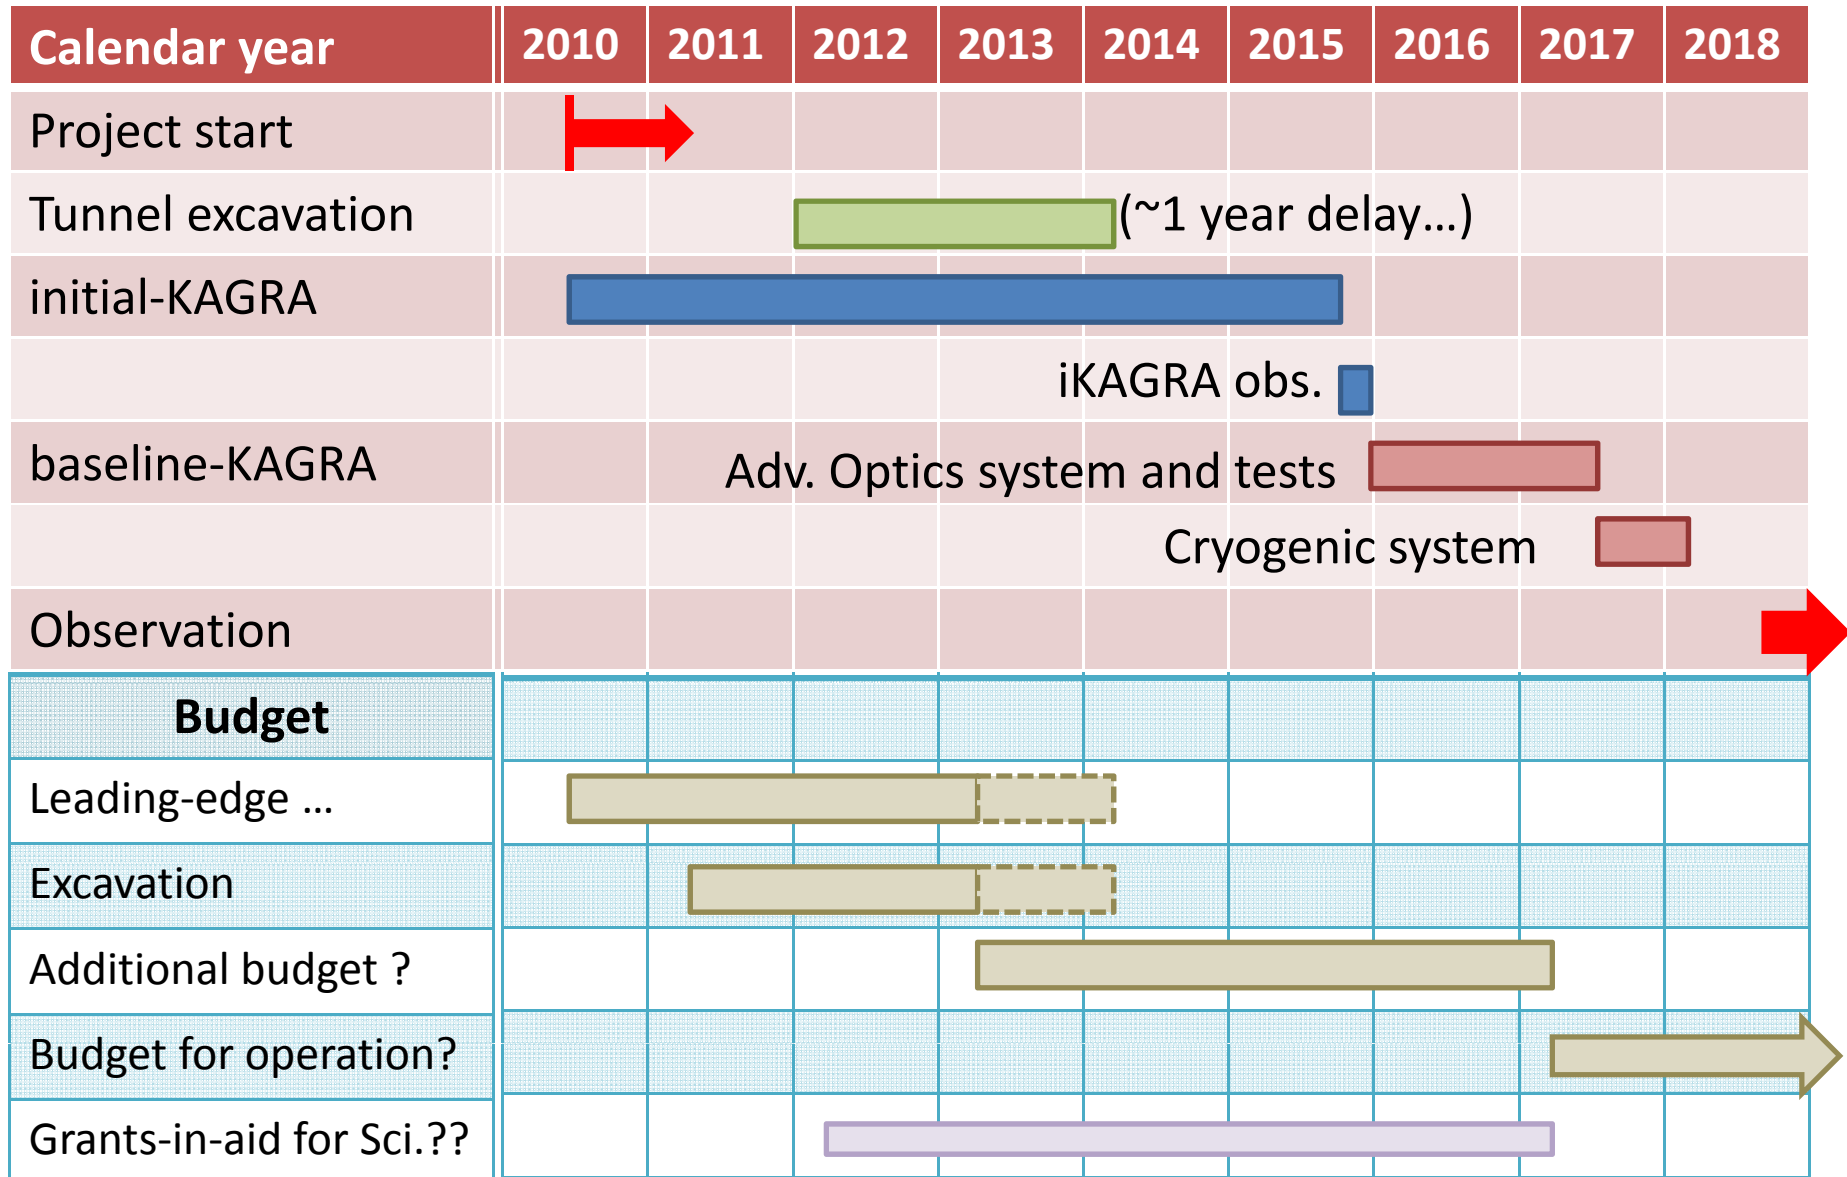 Calendar year 2010 2011 2012 2013 2014 2015 2016 2017 2018
Project start
Tunnel excavation (~1 year delay...)
initial-KAGRA
iKAGRA obs.
baseline-KAGRA Adv. Optics system and tests
Cryogenic system
Observation
Budget
Leading-edge ...
Excavation
Additional budget ?
Budget for operation?
Grants-in-aid for Sci.??